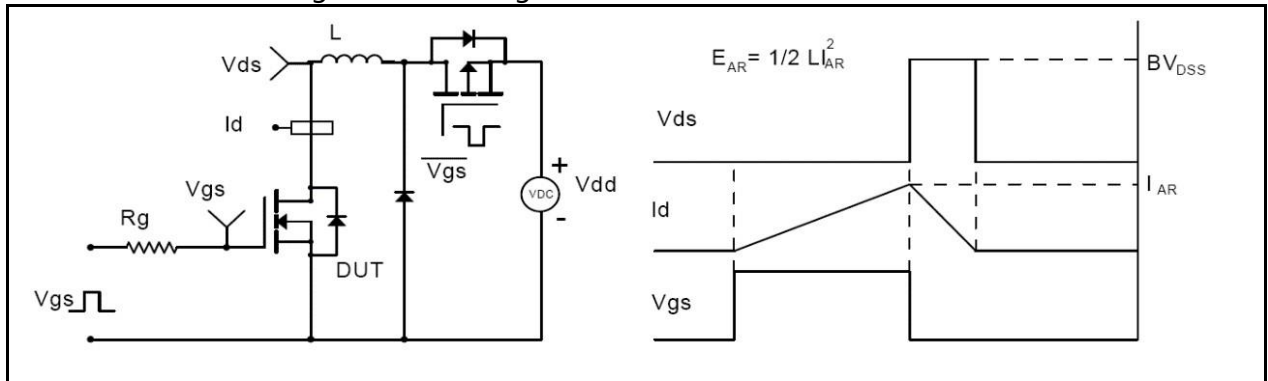 L
Vds
Id
Vgs
Rg
DUT
Vgs
Vgs
VDC
+
-
Vdd
E_AR = 1/2 LI_AR^2
Vds
Id
Vgs
BV_DSS
I_AR